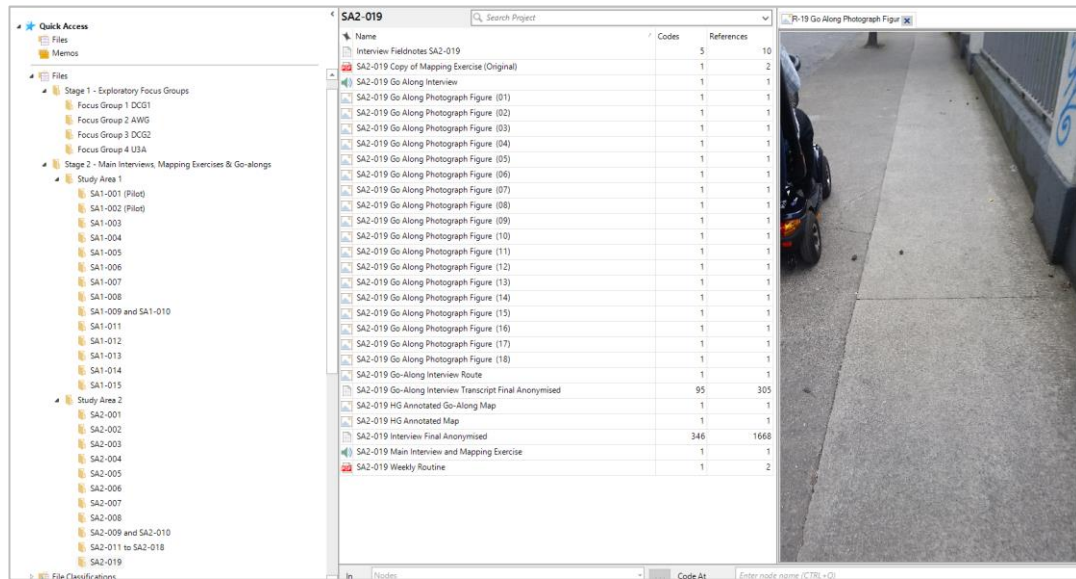 Quick Access
Files
Memos
Files
Stage 1 - Exploratory Focus Groups
Focus Group 1 DCG1
Focus Group 2 AWG
Focus Group 3 DCG2
Focus Group 4 U3A
Stage 2 - Main Interviews, Mapping Exercises & Go-alongs
Study Area 1
SA1-001 (Pilot)
SA1-002 (Pilot)
SA1-003
SA1-004
SA1-005
SA1-006
SA1-007
SA1-008
SA1-009 and SA1-010
SA1-011
SA1-012
SA1-013
SA1-014
SA1-015
Study Area 2
SA2-001
SA2-002
SA2-003
SA2-004
SA2-005
SA2-006
SA2-007
SA2-008
SA2-009 and SA2-010
SA2-011 to SA2-018
SA2-019
File Classifications
SA2-019 Search Project
Name Codes References
Interview Fieldnotes SA2-019 5 10
SA2-019 Copy of Mapping Exercise (Original) 1 2
SA2-019 Go Along Interview 1 1
SA2-019 Go Along Photograph Figure (01) 1 1
SA2-019 Go Along Photograph Figure (02) 1 1
SA2-019 Go Along Photograph Figure (03) 1 1
SA2-019 Go Along Photograph Figure (04) 1 1
SA2-019 Go Along Photograph Figure (05) 1 1
SA2-019 Go Along Photograph Figure (06) 1 1
SA2-019 Go Along Photograph Figure (07) 1 1
SA2-019 Go Along Photograph Figure (08) 1 1
SA2-019 Go Along Photograph Figure (09) 1 1
SA2-019 Go Along Photograph Figure (10) 1 1
SA2-019 Go Along Photograph Figure (11) 1 1
SA2-019 Go Along Photograph Figure (12) 1 1
SA2-019 Go Along Photograph Figure (13) 1 1
SA2-019 Go Along Photograph Figure (14) 1 1
SA2-019 Go Along Photograph Figure (15) 1 1
SA2-019 Go Along Photograph Figure (16) 1 1
SA2-019 Go Along Photograph Figure (17) 1 1
SA2-019 Go Along Photograph Figure (18) 1 1
SA2-019 Go-Along Interview Route 1 1
SA2-019 Go-Along Interview Transcript Final Anonymised 95 305
SA2-019 HG Annotated Go-Along Map 1 1
SA2-019 HG Annotated Map 1 1
SA2-019 Interview Final Anonymised 346 1668
SA2-019 Main Interview and Mapping Exercise 1 1
SA2-019 Weekly Routine 1 2
In Nodes ... Code At Enter node name (CTRL+Q)
R-19 Go Along Photograph Figur